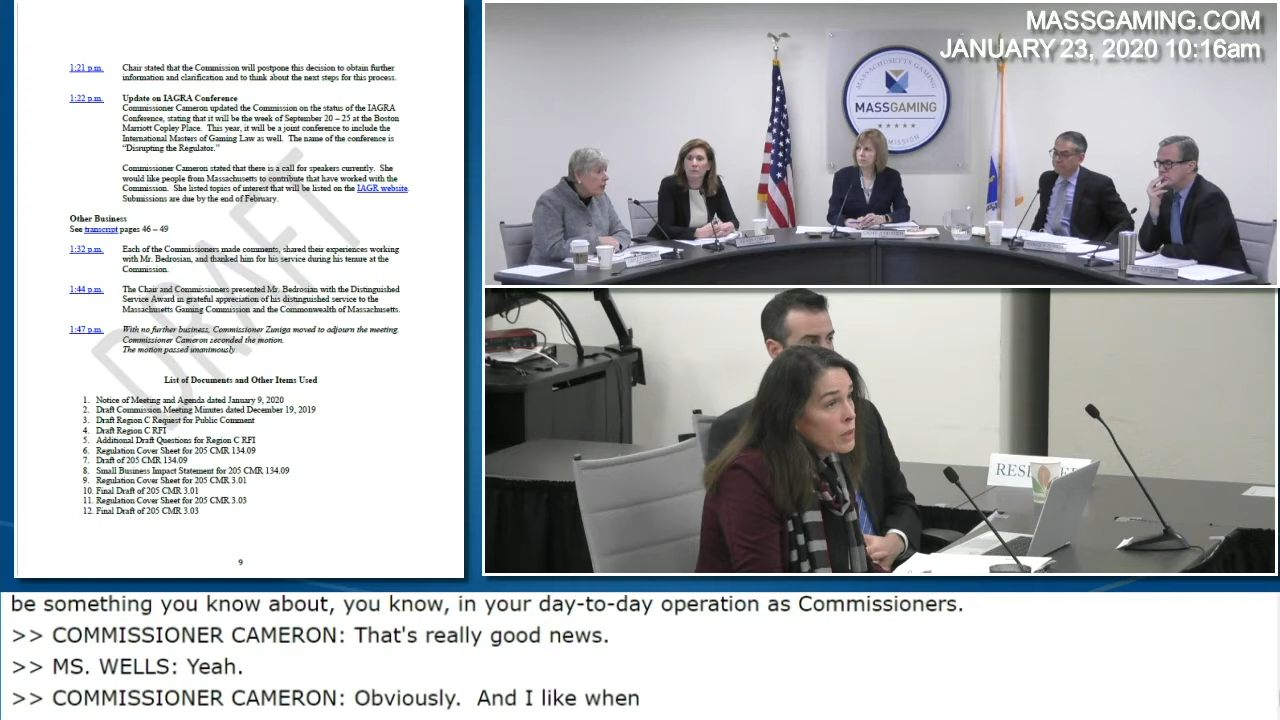 1:21 p.m. Chair stated that the Commission will postpone this decision to obtain further
information and clarification and to think about the next steps for this process.
1:22 p.m. Update on IAGRA Conference
Commissioner Cameron updated the Commission on the status of the IAGRA
Conference, stating that it will be the week of September 20 – 25 at the Boston
Marriott Copley Place. This year, it will be a joint conference to include the
International Masters of Gaming Law as well. The name of the conference is
“Disrupting the Regulator.”
Commissioner Cameron stated that there is a call for speakers currently. She
would like people from Massachusetts to contribute that have worked with the
Commission. She listed topics of interest that will be listed on the IAGR website.
Submissions are due by the end of February.
Other Business
See transcript pages 46 – 49
1:32 p.m. Each of the Commissioners made comments, shared their experiences working
with Mr. Bedrosian, and thanked him for his service during his tenure at the
Commission.
1:44 p.m. The Chair and Commissioners presented Mr. Bedrosian with the Distinguished
Service Award in grateful appreciation of his distinguished service to the
Massachusetts Gaming Commission and the Commonwealth of Massachusetts.
1:47 p.m. With no further business, Commissioner Zuniga moved to adjourn the meeting.
Commissioner Cameron seconded the motion.
The motion passed unanimously.
List of Documents and Other Items Used
1. Notice of Meeting and Agenda dated January 9, 2020
2. Draft Commission Meeting Minutes dated December 19, 2019
3. Draft Region C Request for Public Comment
4. Draft Region C RFI
5. Additional Draft Questions for Region C RFI
6. Regulation Cover Sheet for 205 CMR 134.09
7. Draft of 205 CMR 134.09
8. Small Business Impact Statement for 205 CMR 134.09
9. Regulation Cover Sheet for 205 CMR 3.01
10. Final Draft of 205 CMR 3.01
11. Regulation Cover Sheet for 205 CMR 3.03
12. Final Draft of 205 CMR 3.03
9
DRAFT
MASSGAMING.COM
JANUARY 23, 2020 10:16am
MASSACHUSETTS GAMING
MASSGAMING
COMMISSION
be something you know about, you know, in your day-to-day operation as Commissioners.
>> COMMISSIONER CAMERON: That's really good news.
>> MS. WELLS: Yeah.
>> COMMISSIONER CAMERON: Obviously. And I like when